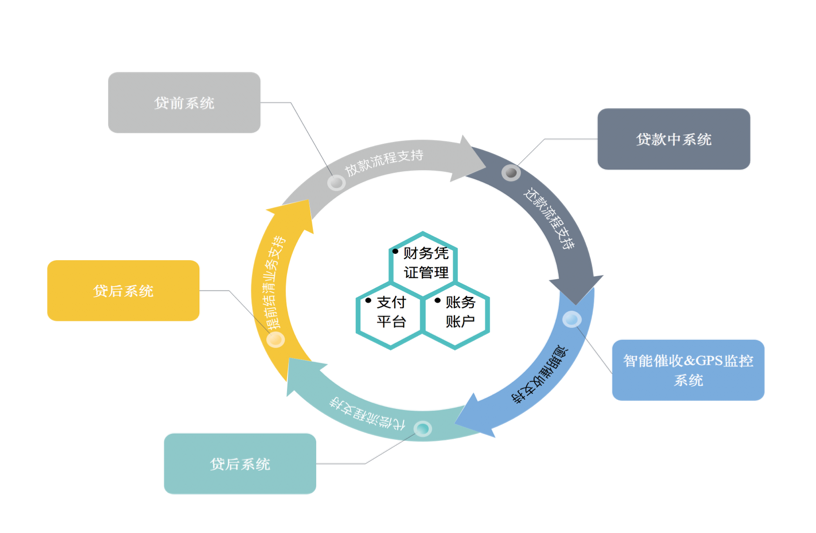 贷前系统
贷款中系统
放款流程支持
还款流程支持
• 财务凭
证管理
• 支付
平台
• 账务
账户
提前结清业务支持
贷后系统
逾期催收支持
智能催收&GPS监控
系统
代偿流程支持
贷后系统